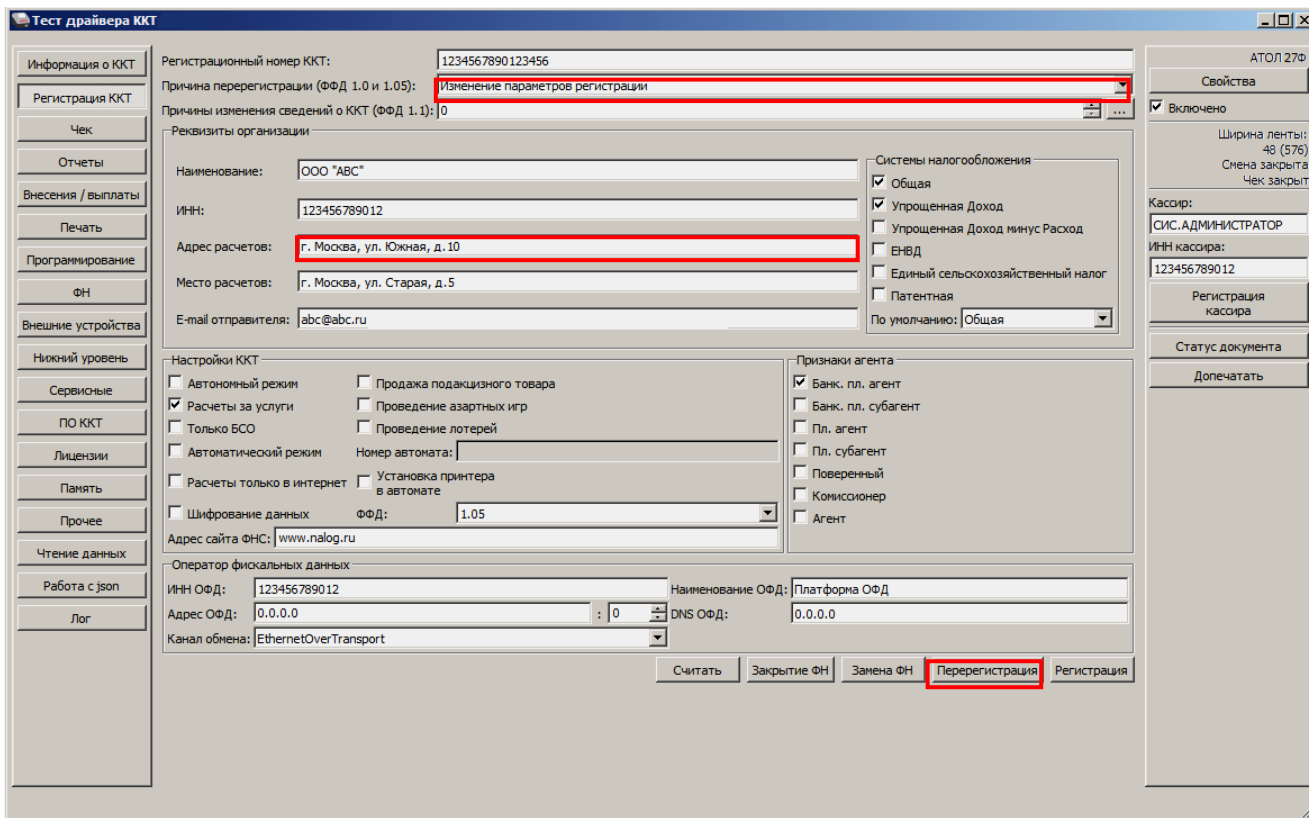 Тест драйвера ККТ
Информация о ККТ
Регистрация ККТ
Чек
Отчеты
Внесения / выплаты
Печать
Программирование
ФН
Внешние устройства
Нижний уровень
Сервисные
ПО ККТ
Лицензии
Память
Прочее
Чтение данных
Работа с json
Лог
Регистрационный номер ККТ: 1234567890123456
Причина перерегистрации (ФФД 1.0 и 1.05): Изменение параметров регистрации
Причины изменения сведений о ККТ (ФФД 1.1): 0 ...
Реквизиты организации
Наименование: ООО "АВС"
ИНН: 123456789012
Адрес расчетов: г. Москва, ул. Южная, д.10
Место расчетов: г. Москва, ул. Старая, д.5
E-mail отправителя: abc@abc.ru
Системы налогообложения
Общая
Упрощенная Доход
Упрощенная Доход минус Расход
ЕНВД
Единый сельскохозяйственный налог
Патентная
По умолчанию: Общая
Настройки ККТ
Автономный режим Продажа подакцизного товара
Расчеты за услуги Проведение азартных игр
Только БСО Проведение лотерей
Автоматический режим Номер автомата:
Расчеты только в интернет Установка принтера
в автомате
Шифрование данных ФФД: 1.05
Адрес сайта ФНС: www.nalog.ru
Признаки агента
Банк. пл. агент
Банк. пл. субагент
Пл. агент
Пл. субагент
Поверенный
Комиссионер
Агент
Оператор фискальных данных
ИНН ОФД: 123456789012 Наименование ОФД: Платформа ОФД
Адрес ОФД: 0.0.0.0 : 0 DNS ОФД: 0.0.0.0
Канал обмена: EthernetOverTransport
Считать Закрытие ФН Замена ФН Перерегистрация Регистрация
АТОЛ 27Ф
Свойства
Включено
Ширина ленты:
48 (576)
Смена закрыта
Чек закрыт
Кассир:
СИС.АДМИНИСТРАТОР
ИНН кассира:
123456789012
Регистрация
кассира
Статус документа
Допечатать